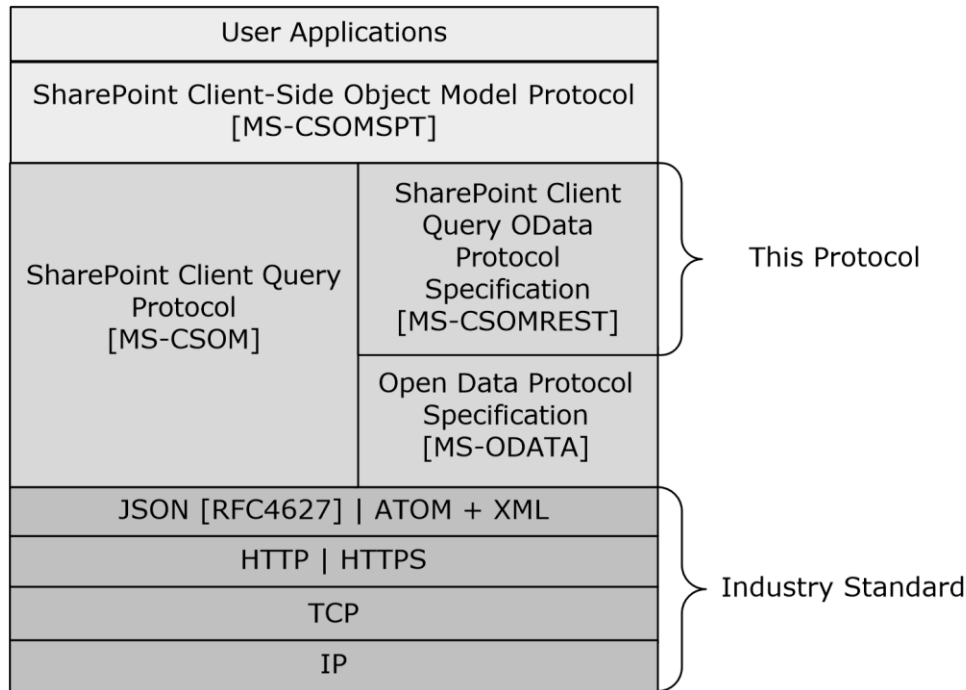 User Applications
SharePoint Client-Side Object Model Protocol
[MS-CSOMSPT]
SharePoint Client Query
Protocol
[MS-CSOM]
SharePoint Client
Query OData
Protocol
Specification
[MS-CSOMREST]
This Protocol
Open Data Protocol
Specification
[MS-ODATA]
JSON [RFC4627] | ATOM + XML
HTTP | HTTPS
TCP
IP
Industry Standard